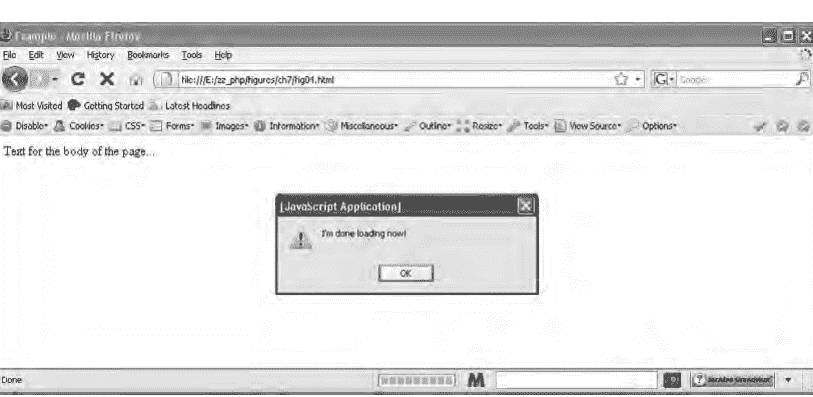 Example - Mozilla Firefox
File Edit View History Bookmarks Tools Help
file:///E:/zz_php/figures/ch7/fig04.html G Google
Most Visited Getting Started Latest Headlines
Disable Cookies CSS Forms Images Information Miscellaneous Outline Resize Tools View Source Options
Text for the body of the page...
[JavaScript Application]
I'm done loading now!
OK
Done
M